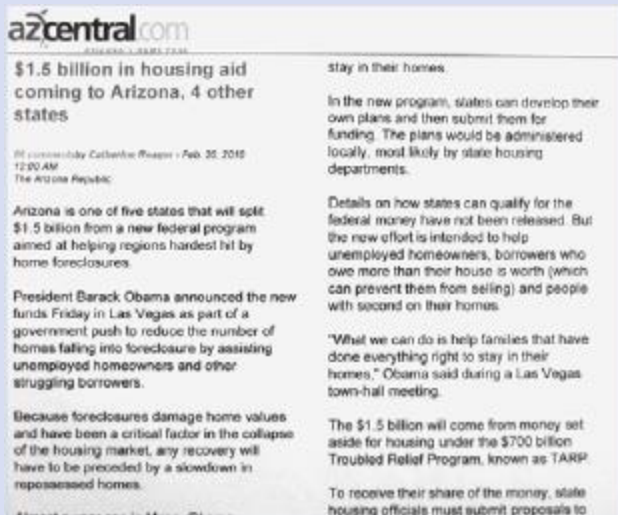 azcentral.com
$1.5 billion in housing aid
coming to Arizona, 4 other
states
by Catherine Reagor - Feb. 20, 2010
12:00 AM
The Arizona Republic
Arizona is one of five states that will split
$1.5 billion from a new federal program
aimed at helping regions hardest hit by
home foreclosures.
President Barack Obama announced the new
funds Friday in Las Vegas as part of a
government push to reduce the number of
homes falling into foreclosure by assisting
unemployed homeowners and other
struggling borrowers.
Because foreclosures damage home values
and have been a critical factor in the collapse
of the housing market, any recovery will
have to be preceded by a slowdown in
repossessed homes.
stay in their homes.
In the new program, states can develop their
own plans and then submit them for
funding. The plans would be administered
locally, most likely by state housing
departments.
Details on how states can qualify for the
federal money have not been released. But
the new effort is intended to help
unemployed homeowners, borrowers who
owe more than their house is worth (which
can prevent them from selling) and people
with second on their homes.
"What we can do is help families that have
done everything right to stay in their
homes," Obama said during a Las Vegas
town-hall meeting.
The $1.5 billion will come from money set
aside for housing under the $700 billion
Troubled Relief Program, known as TARP.
To receive their share of the money, state
housing officials must submit proposals to